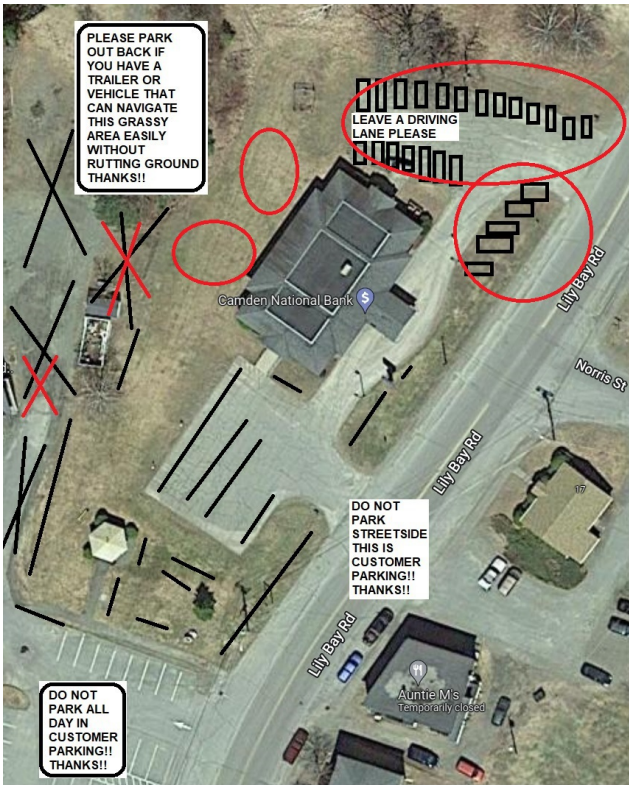 PLEASE PARK
OUT BACK IF
YOU HAVE A
TRAILER OR
VEHICLE THAT
CAN NAVIGATE
THIS GRASSY
AREA EASILY
WITHOUT
RUTTING GROUND
THANKS!!
LEAVE A DRIVING
LANE PLEASE
Camden National Bank
$
Lily Bay Rd
Norris St
Lily Bay Rd
17
DO NOT
PARK
STREETSIDE
THIS IS
CUSTOMER
PARKING!!
THANKS!!
Lily Bay Rd
Auntie M's
Temporarily closed
DO NOT
PARK ALL
DAY IN
CUSTOMER
PARKING!!
THANKS!!